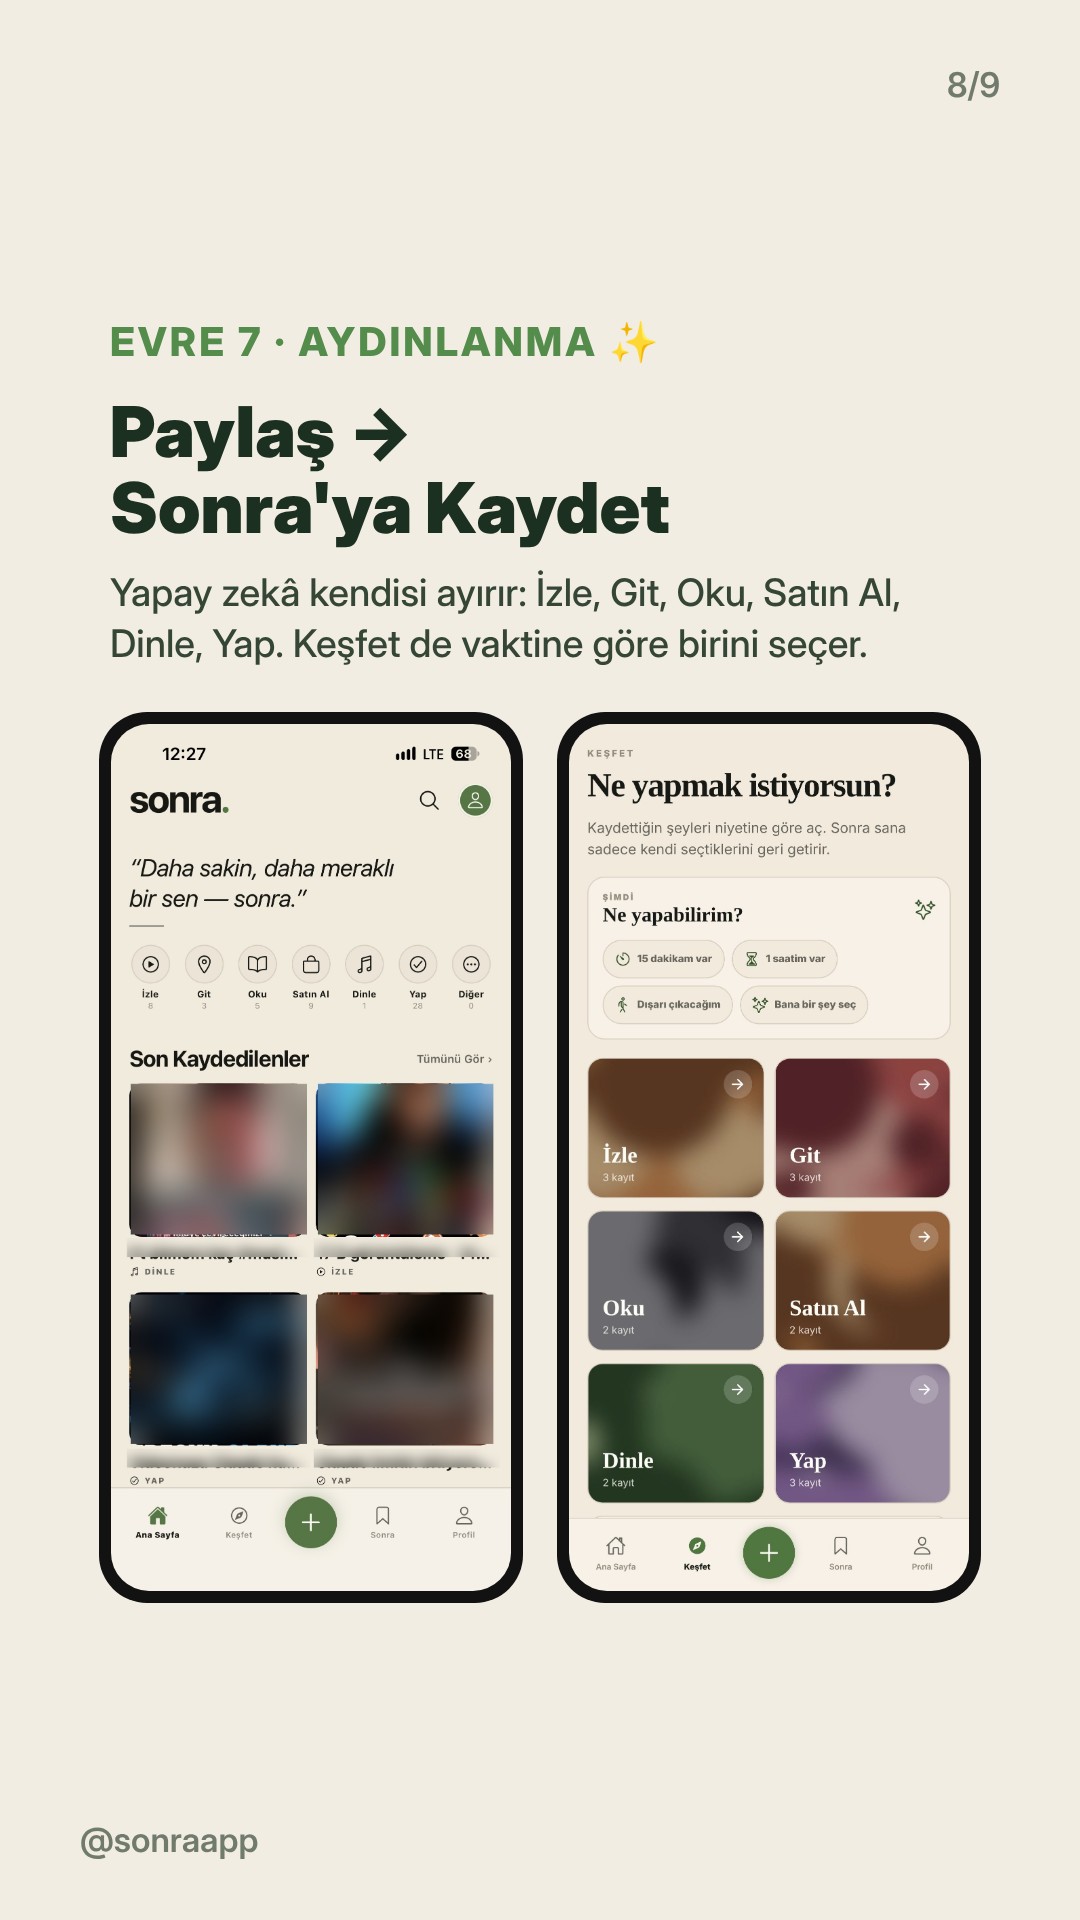 8/9
EVRE 7 · AYDINLANMA ✨
Paylaş →
Sonra'ya Kaydet
Yapay zekâ kendisi ayırır: İzle, Git, Oku, Satın Al,
Dinle, Yap. Keşfet de vaktine göre birini seçer.
12:27 LTE 68
sonra.
“Daha sakin, daha meraklı
bir sen — sonra.”
İzle Git Oku Satın Al Dinle Yap Diğer
8 3 5 9 1 28 0
Son Kaydedilenler Tümünü Gör ›
DİNLE İZLE
YAP YAP
Ana Sayfa Keşfet Sonra Profil
KEŞFET
Ne yapmak istiyorsun?
Kaydettiğin şeyleri niyetine göre aç. Sonra sana
sadece kendi seçtiklerini geri getirir.
ŞİMDİ
Ne yapabilirim?
15 dakikam var 1 saatim var
Dışarı çıkacağım Bana bir şey seç
İzle Git
3 kayıt 3 kayıt
Oku Satın Al
2 kayıt 2 kayıt
Dinle Yap
2 kayıt 3 kayıt
Ana Sayfa Keşfet Sonra Profil
@sonraapp